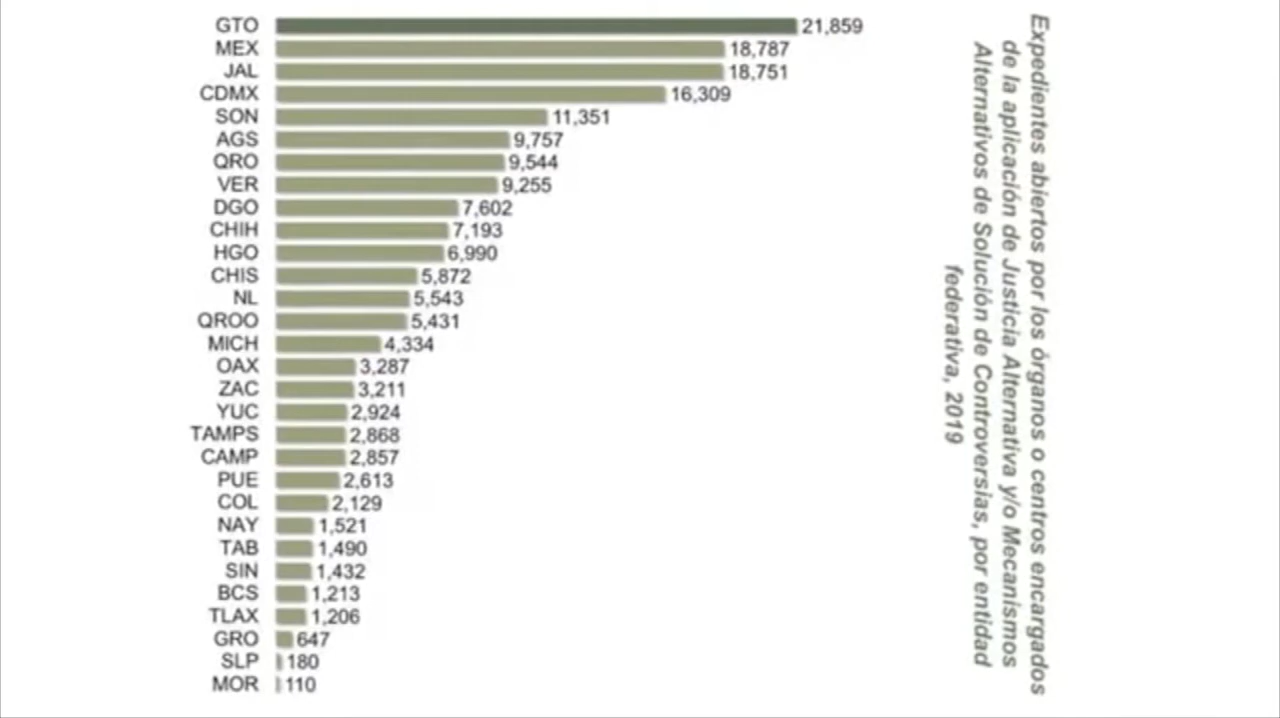 GTO 21,859
MEX 18,787
JAL 18,751
CDMX 16,309
SON 11,351
AGS 9,757
QRO 9,544
VER 9,255
DGO 7,602
CHIH 7,193
HGO 6,990
CHIS 5,872
NL 5,543
QROO 5,431
MICH 4,334
OAX 3,287
ZAC 3,211
YUC 2,924
TAMPS 2,868
CAMP 2,857
PUE 2,613
COL 2,129
NAY 1,521
TAB 1,490
SIN 1,432
BCS 1,213
TLAX 1,206
GRO 647
SLP 180
MOR 110
Expedientes abiertos por los órganos o centros encargados
de la aplicación de Justicia Alternativa y/o Mecanismos
Alternativos de Solución de Controversias, por entidad
federativa, 2019